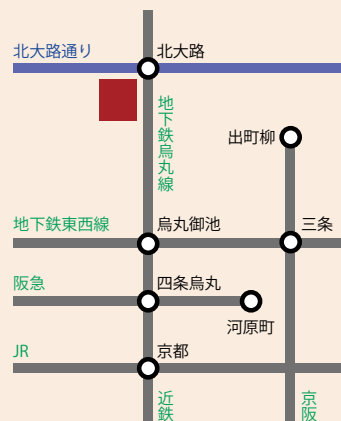 北大路通り
北大路
地下鉄烏丸線
出町柳
地下鉄東西線
烏丸御池
三条
阪急
四条烏丸
河原町
JR
京都
近鉄
京阪